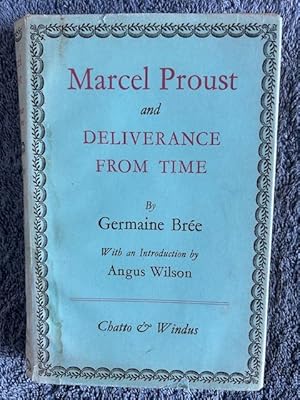 Marcel Proust
and
DELIVERANCE
FROM TIME
By
Germaine Brée
With an Introduction by
Angus Wilson
Chatto & Windus